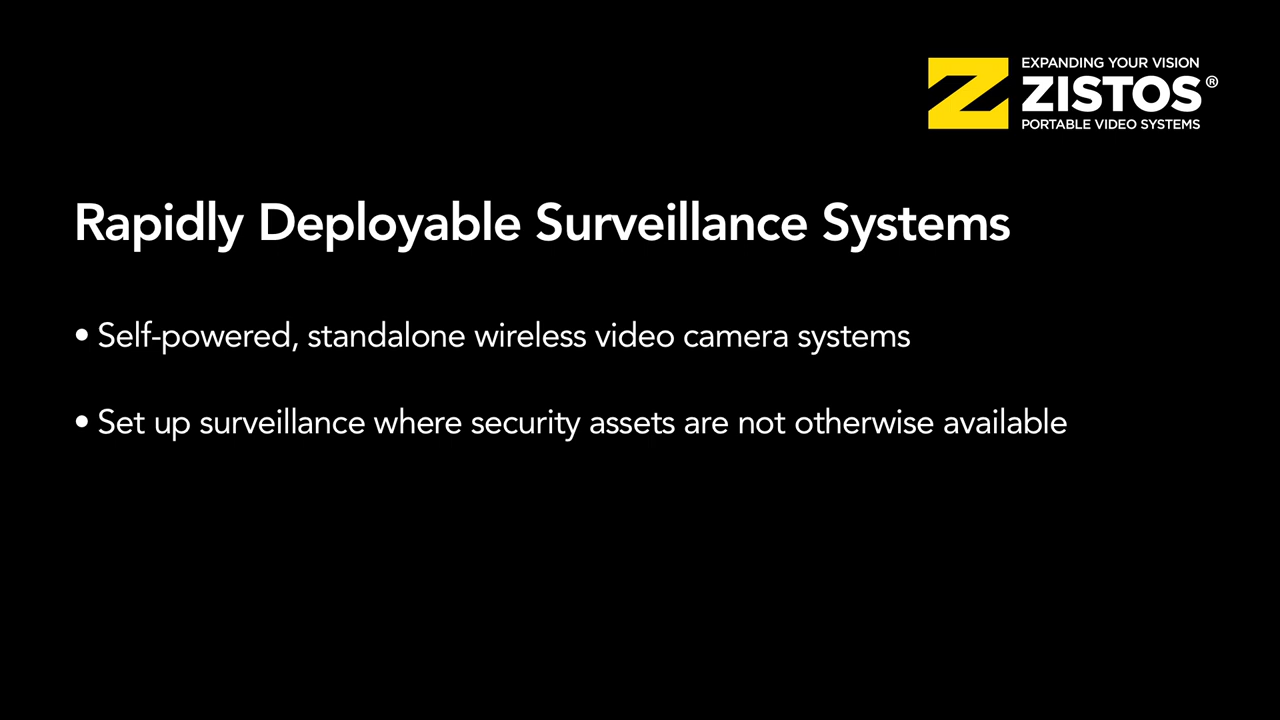 EXPANDING YOUR VISION
ZISTOS®
PORTABLE VIDEO SYSTEMS
Rapidly Deployable Surveillance Systems
• Self-powered, standalone wireless video camera systems
• Set up surveillance where security assets are not otherwise available